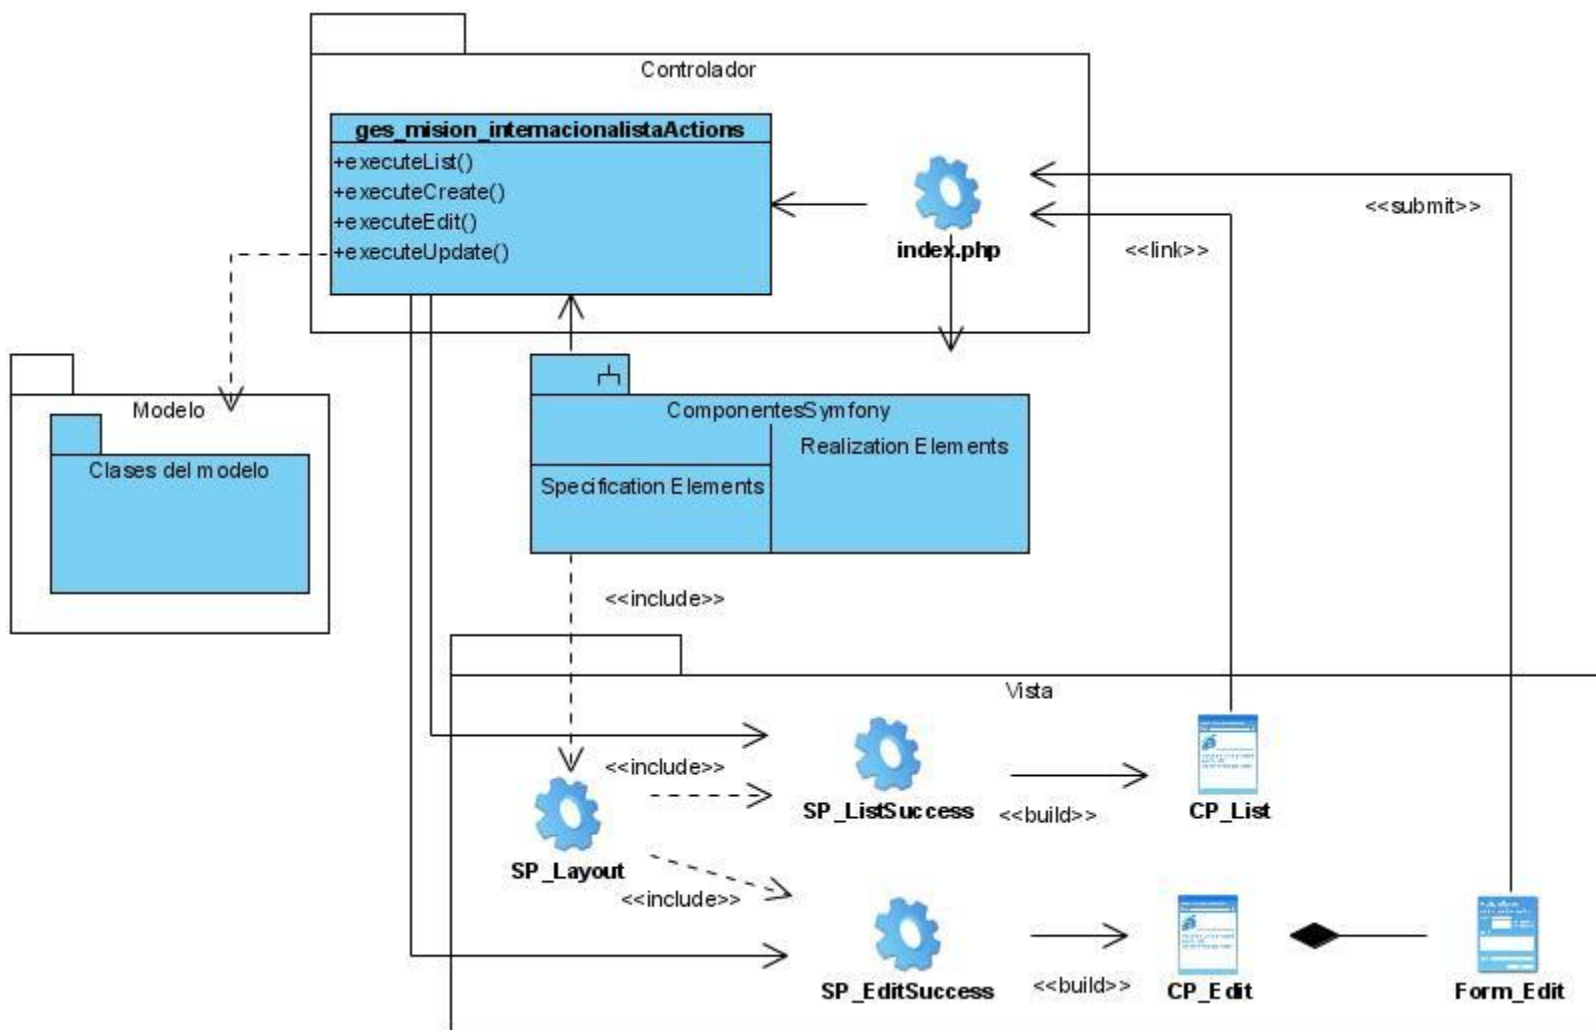 Controlador
ges_mision_internacionalistaActions
+executeList()
+executeCreate()
+executeEdit()
+executeUpdate()
index.php
<<submit>>
<<link>>
Modelo
Clases del modelo
ComponentesSymfony
Realization Elements
Specification Elements
<<include>>
Vista
<<include>>
SP_ListSuccess
<<build>>
CP_List
SP_Layout
<<include>>
SP_EditSuccess
<<build>>
CP_Edit
Form_Edit